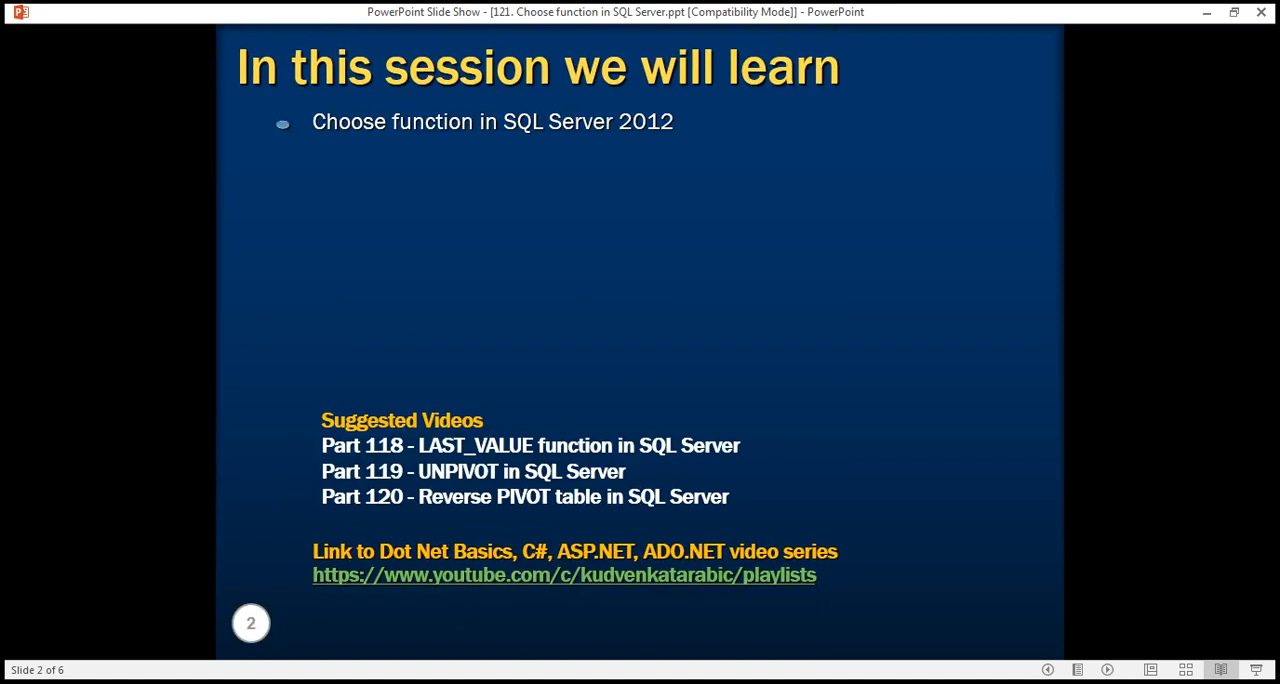 PowerPoint Slide Show - [121. Choose function in SQL Server.ppt [Compatibility Mode]] - PowerPoint
In this session we will learn
Choose function in SQL Server 2012
Suggested Videos
Part 118 - LAST_VALUE function in SQL Server
Part 119 - UNPIVOT in SQL Server
Part 120 - Reverse PIVOT table in SQL Server
Link to Dot Net Basics, C#, ASP.NET, ADO.NET video series
https://www.youtube.com/c/kudvenkatarabic/playlists
2
Slide 2 of 6